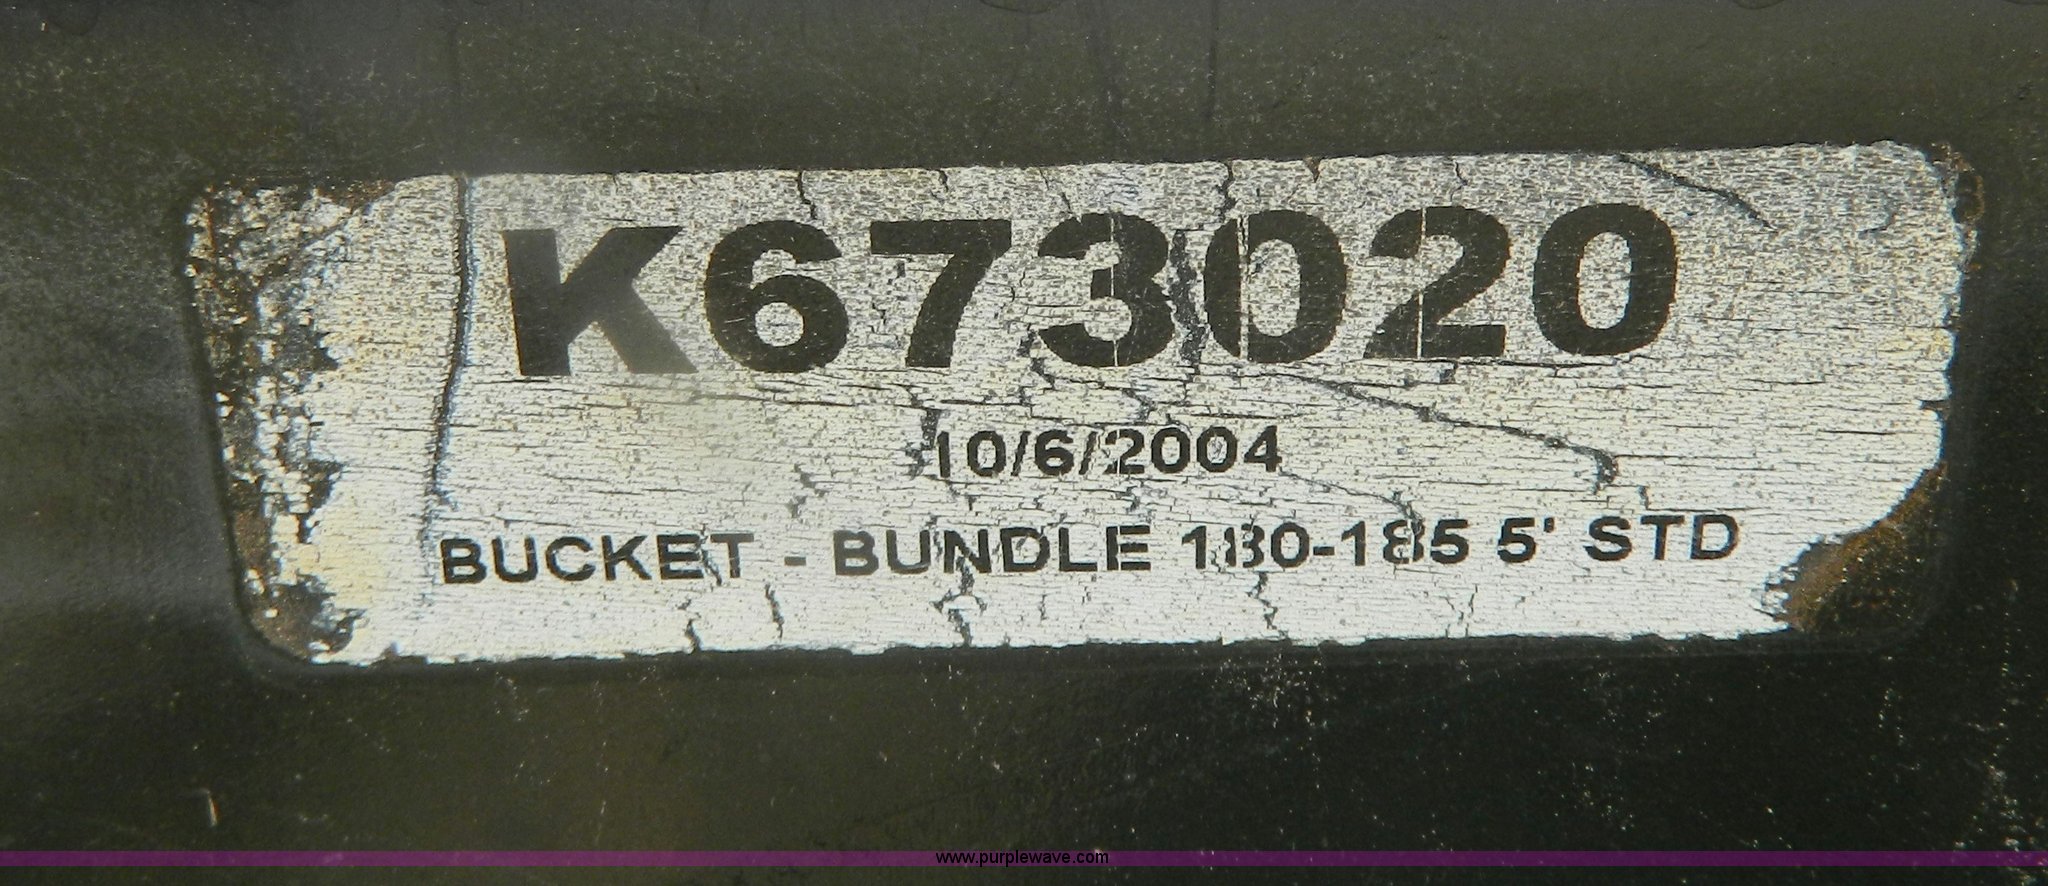 K673020
10/6/2004
BUCKET - BUNDLE 180-185 5' STD
www.purplewave.com